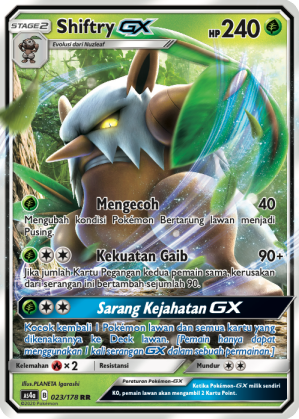 STAGE 2 Shiftry GX HP 240
Evolusi dari Nuzleaf
Mengecoh 40
Mengubah kondisi Pokémon Bertarung lawan menjadi
Pusing.
Kekuatan Gaib 90+
Jika jumlah Kartu Pegangan kedua pemain sama, kerusakan
dari serangan ini bertambah sejumlah 90.
Sarang Kejahatan GX
Kocok kembali 1 Pokémon lawan dan semua kartu yang
dikenakannya ke Deck lawan. [Pemain hanya dapat
menggunakan 1 kali serangan GX dalam sebuah permainan.]
Kelemahan ×2 Resistansi Mundur
Illus. PLANETA Igarashi
Peraturan Pokémon-GX
Ketika Pokémon-GX milik sendiri
KO, pemain lawan mengambil 2 Kartu Point.
AS4a D 023/178 RR